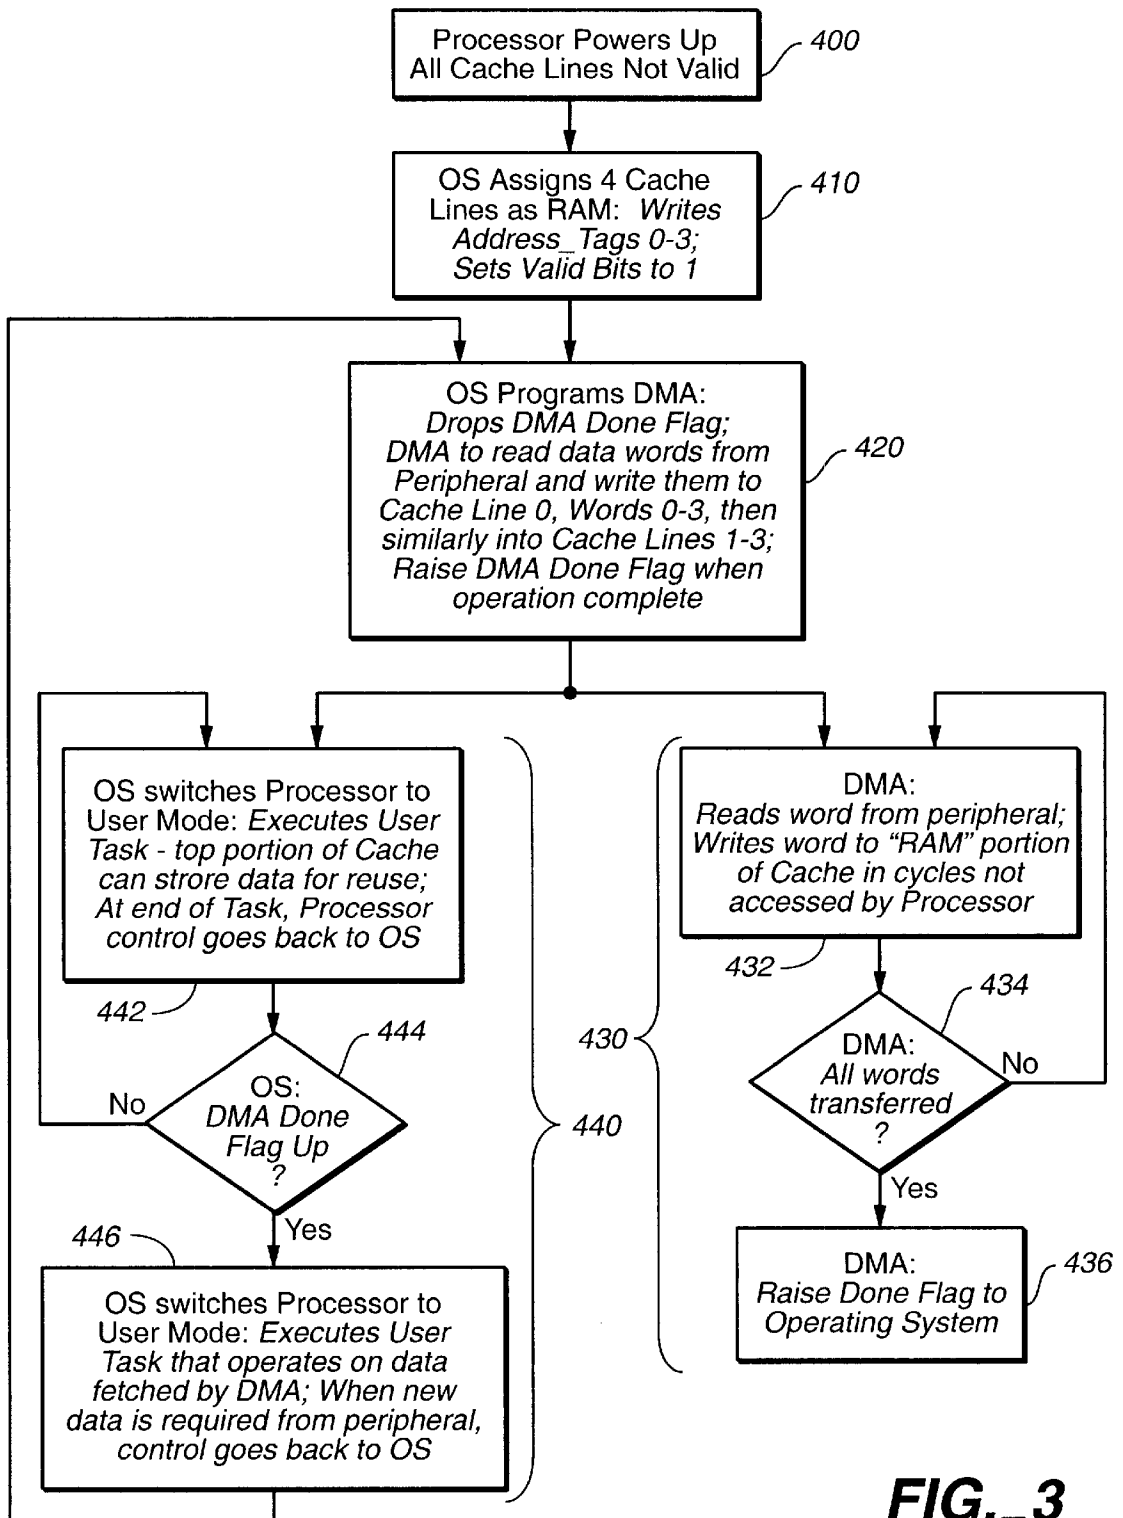 Processor Powers Up
All Cache Lines Not Valid
400
OS Assigns 4 Cache
Lines as RAM: Writes
Address_Tags 0-3;
Sets Valid Bits to 1
410
OS Programs DMA:
Drops DMA Done Flag;
DMA to read data words from
Peripheral and write them to
Cache Line 0, Words 0-3, then
similarly into Cache Lines 1-3;
Raise DMA Done Flag when
operation complete
420
OS switches Processor to
User Mode: Executes User
Task - top portion of Cache
can strore data for reuse;
At end of Task, Processor
control goes back to OS
442
OS:
DMA Done
Flag Up
?
444
No
Yes
446
OS switches Processor to
User Mode: Executes User
Task that operates on data
fetched by DMA; When new
data is required from peripheral,
control goes back to OS
440
430
DMA:
Reads word from peripheral;
Writes word to “RAM” portion
of Cache in cycles not
accessed by Processor
432
434
DMA:
All words
transferred
?
No
Yes
DMA:
Raise Done Flag to
Operating System
436
FIG._3